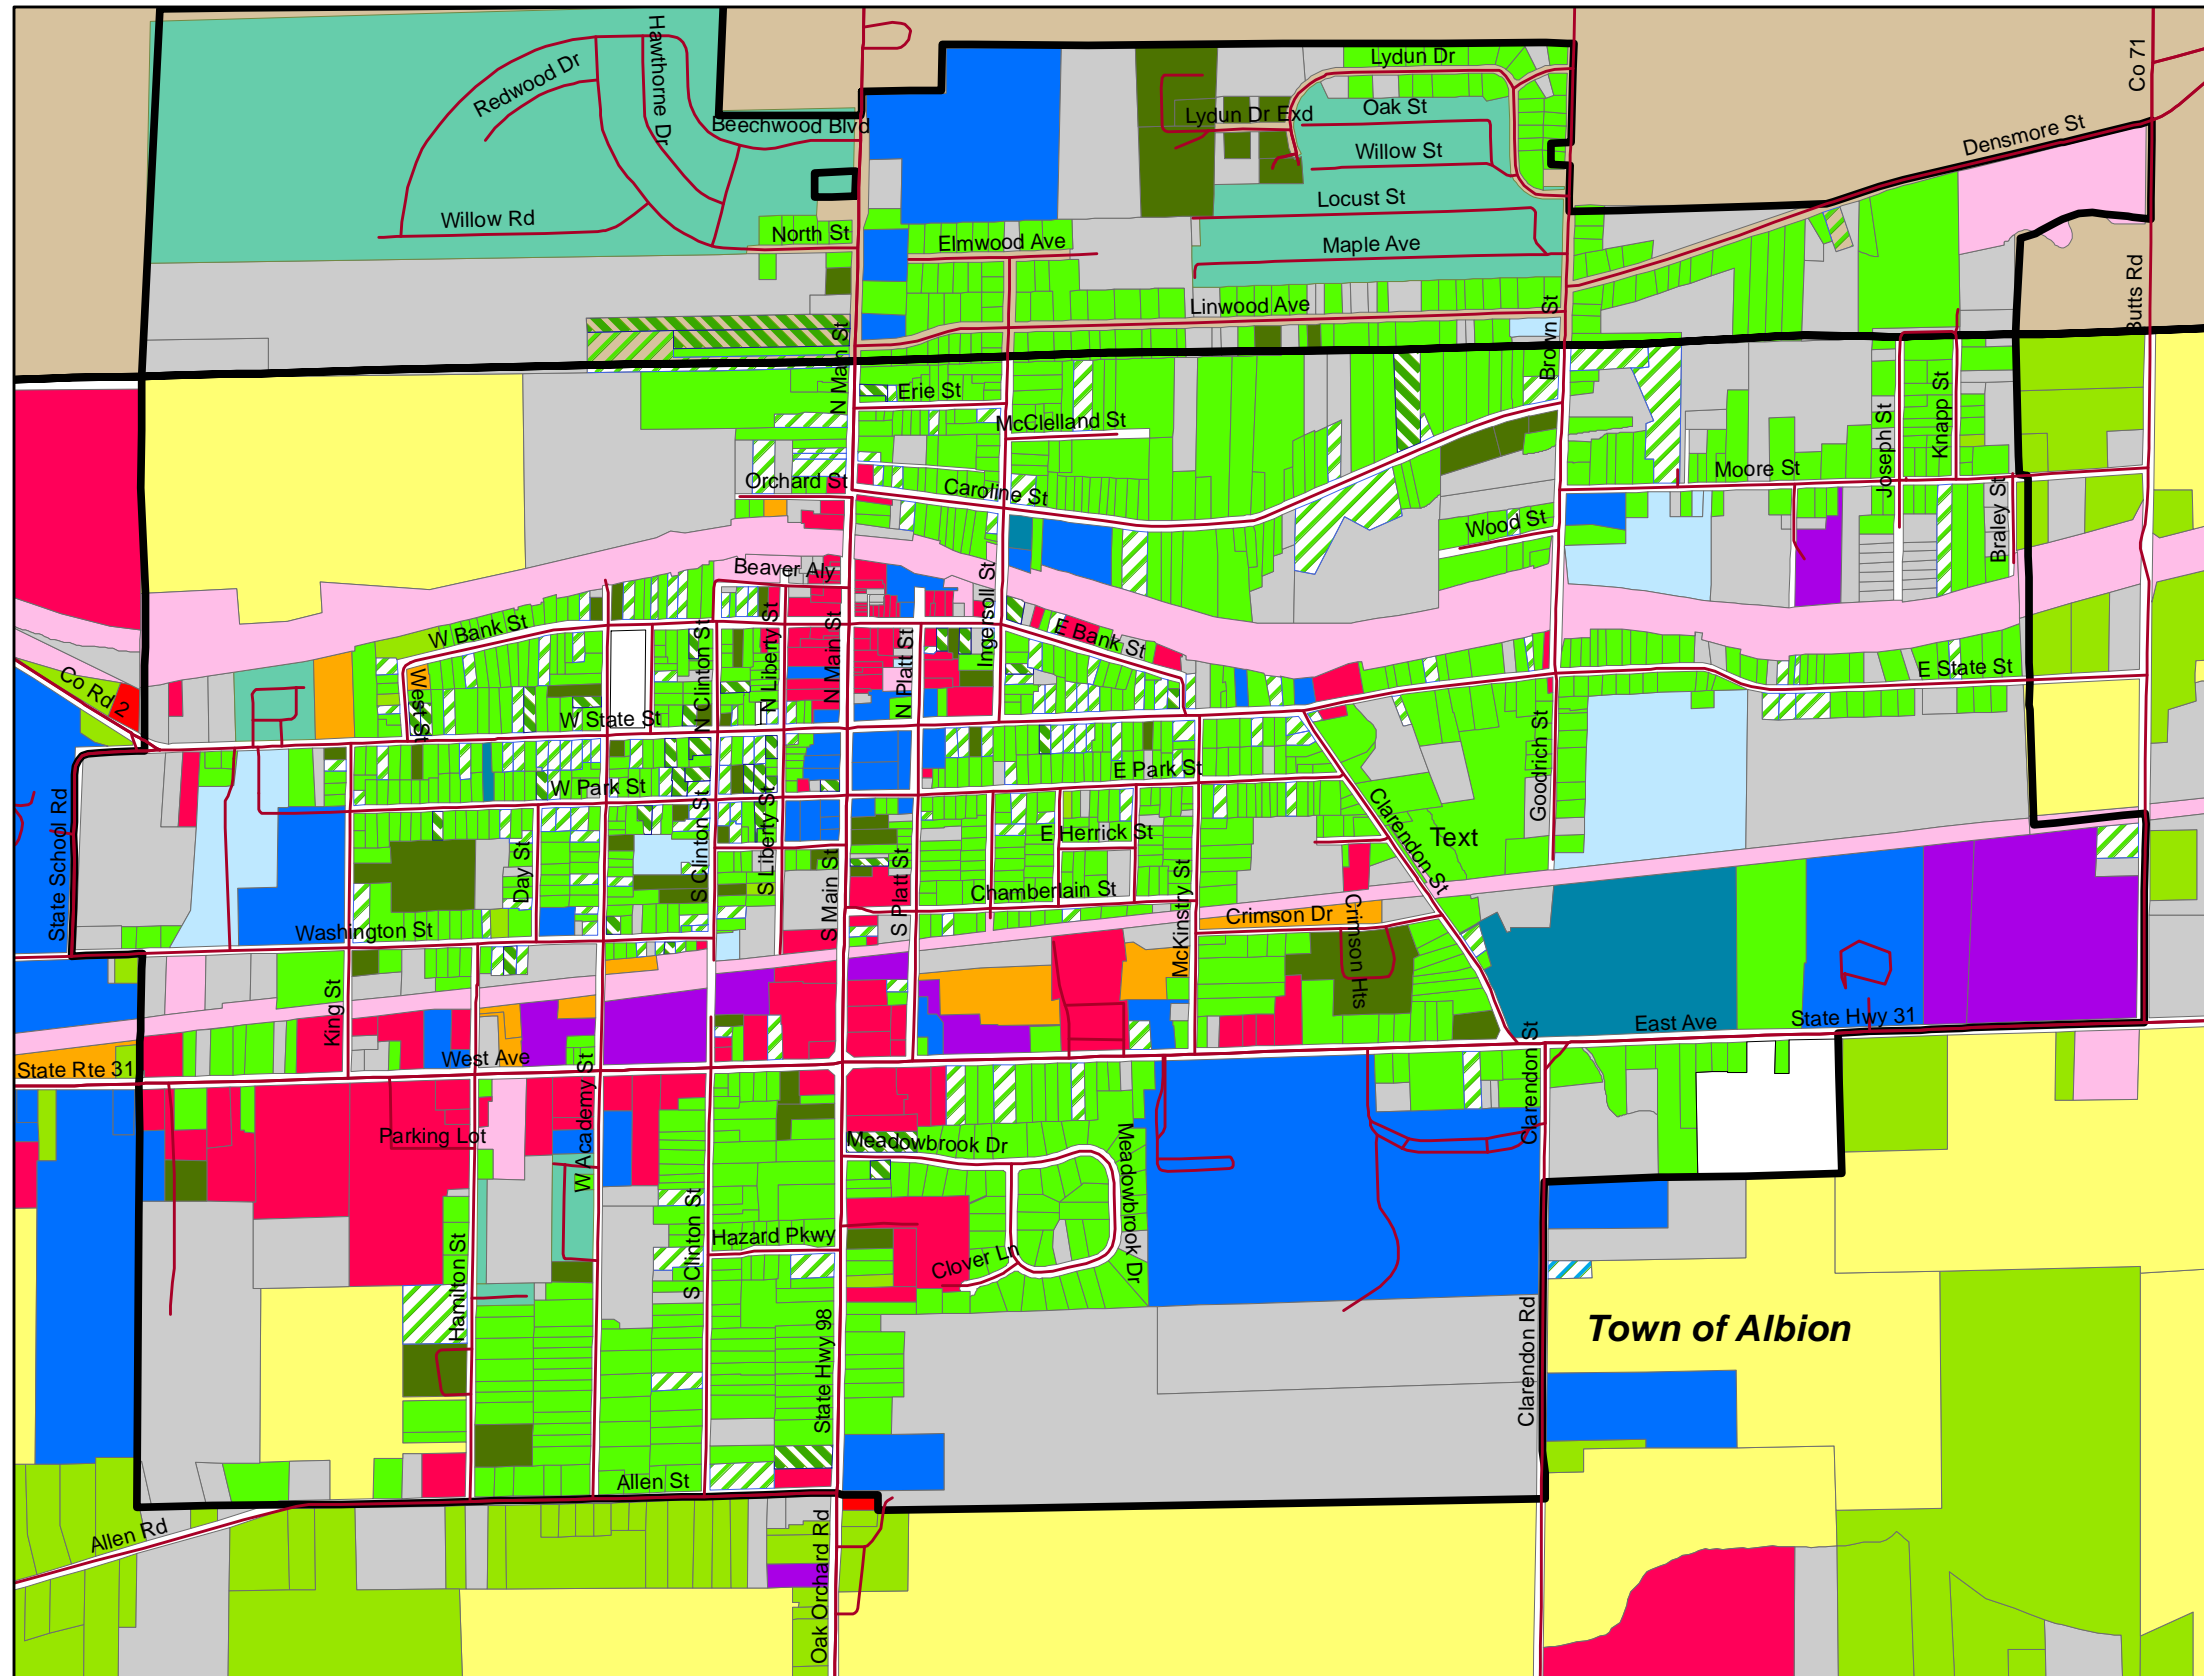 Hawthorne Dr
Lydun Dr
Co 71
Redwood Dr
Oak St
Lydun Dr Exd
Beechwood Blvd
Densmore St
Willow St
Locust St
Willow Rd
North St
Elmwood Ave
Maple Ave
Butts Rd
Linwood Ave
Brown St
N Main St
Erie St
McClelland St
Knapp St
Joseph St
Moore St
Orchard St
Caroline St
Wood St
Braley St
Beaver Aly
Ingersoll St
W Bank St
E Bank St
N Clinton St
N Liberty St
N Main St
N Platt St
E State St
Co Rd 2
West St
St
W State St
Goodrich St
W Park St
E Park St
Clarendon St
State School Rd
S Clinton St
S Liberty St
E Herrick St
Text
Day St
S Main St
S Platt St
Chamberlain St
McKinstry St
Crimson Dr
Crimson Hts
Washington St
King St
East Ave
State Hwy 31
West Ave
State Rte 31
Clarendon St
W Academy St
Parking Lot
Meadowbrook Dr
Meadowbrook Dr
Hamilton St
S Clinton St
Hazard Pkwy
Clover Ln
State Hwy 98
Clarendon Rd
Town of Albion
Allen St
Allen Rd
Oak Orchard Rd